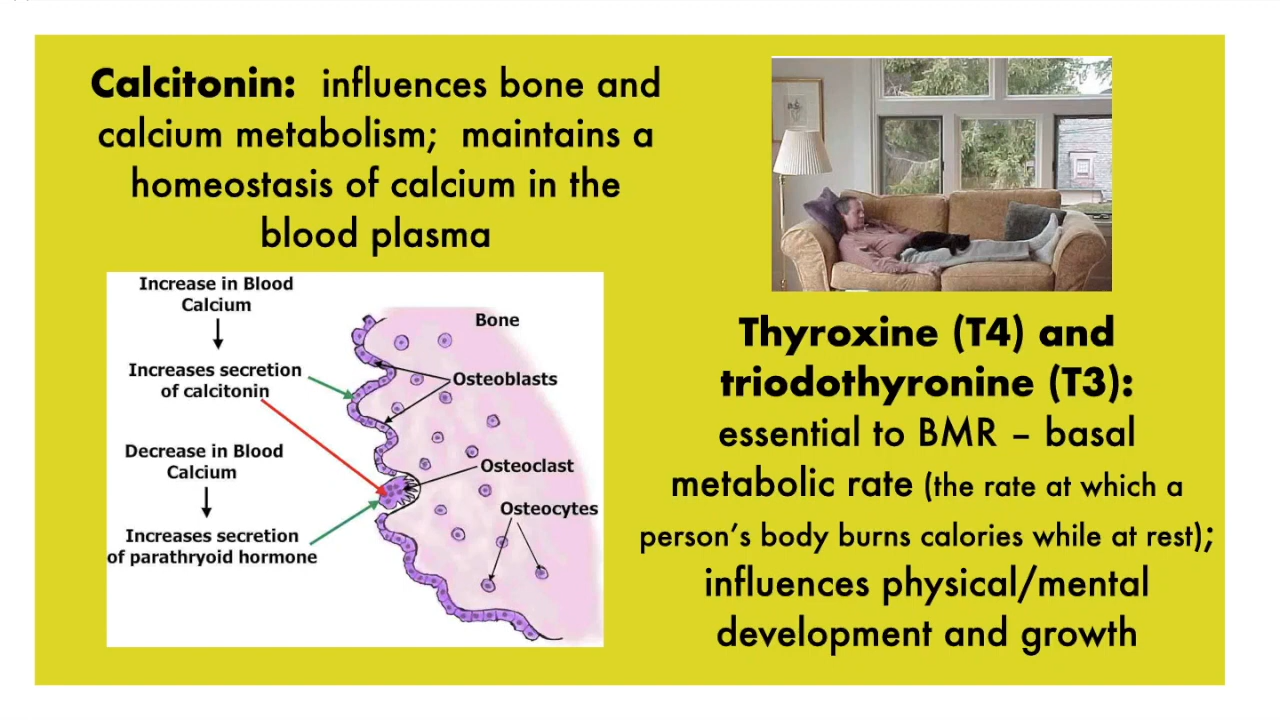 Calcitonin: influences bone and
calcium metabolism; maintains a
homeostasis of calcium in the
blood plasma
Increase in Blood
Calcium
Increases secretion
of calcitonin
Decrease in Blood
Calcium
Increases secretion
of parathryoid hormone
Bone
Osteoblasts
Osteoclast
Osteocytes
Thyroxine (T4) and
triodothyronine (T3):
essential to BMR – basal
metabolic rate (the rate at which a
person's body burns calories while at rest);
influences physical/mental
development and growth